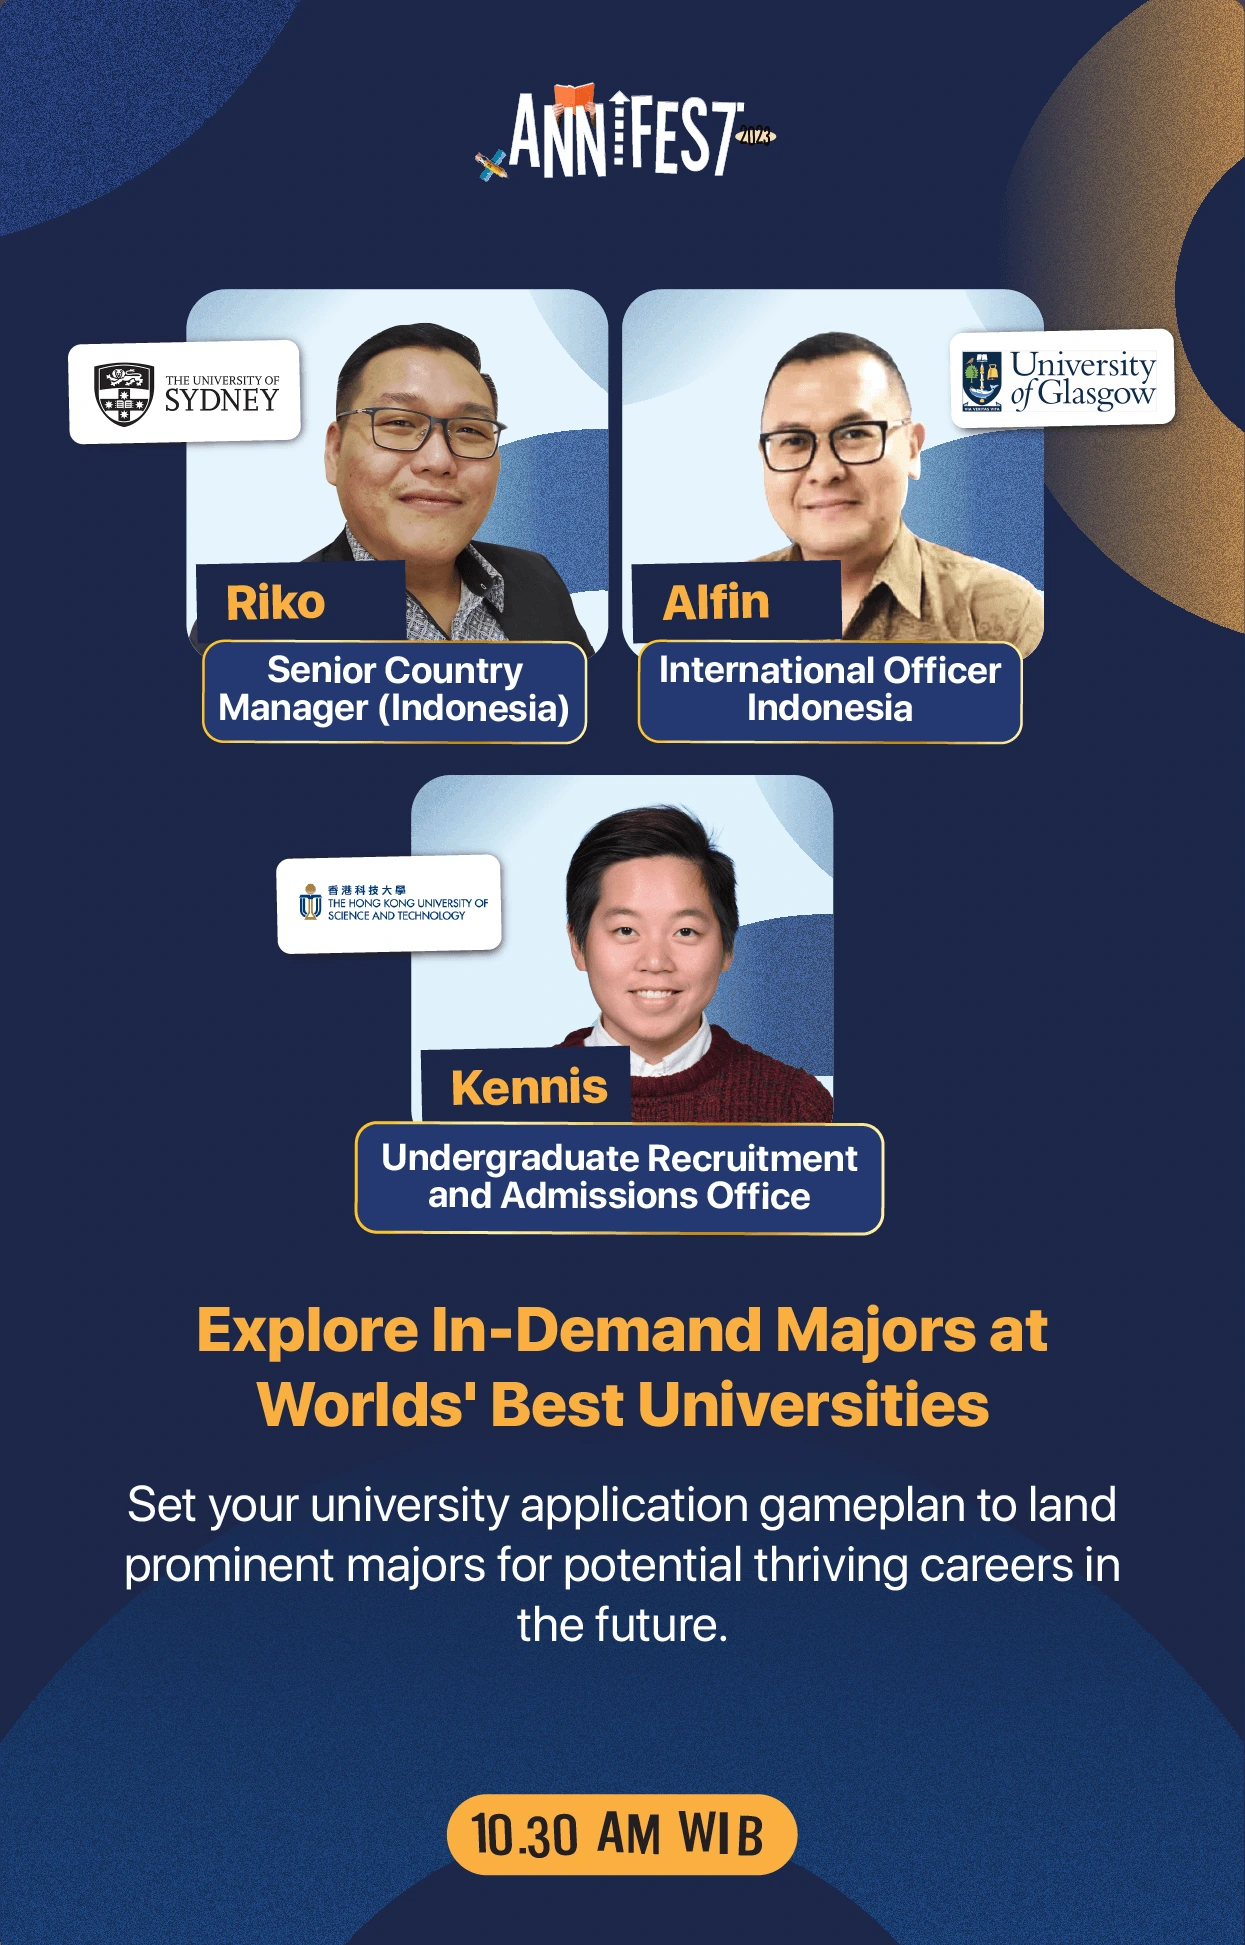 ANNIFEST 2023
THE UNIVERSITY OF
SYDNEY
University
of Glasgow
VIA VERITAS VITA
Riko
Alfin
Senior Country
Manager (Indonesia)
International Officer
Indonesia
香港科技大學
THE HONG KONG UNIVERSITY OF
SCIENCE AND TECHNOLOGY
Kennis
Undergraduate Recruitment
and Admissions Office
Explore In-Demand Majors at
Worlds' Best Universities
Set your university application gameplan to land
prominent majors for potential thriving careers in
the future.
10.30 AM WIB